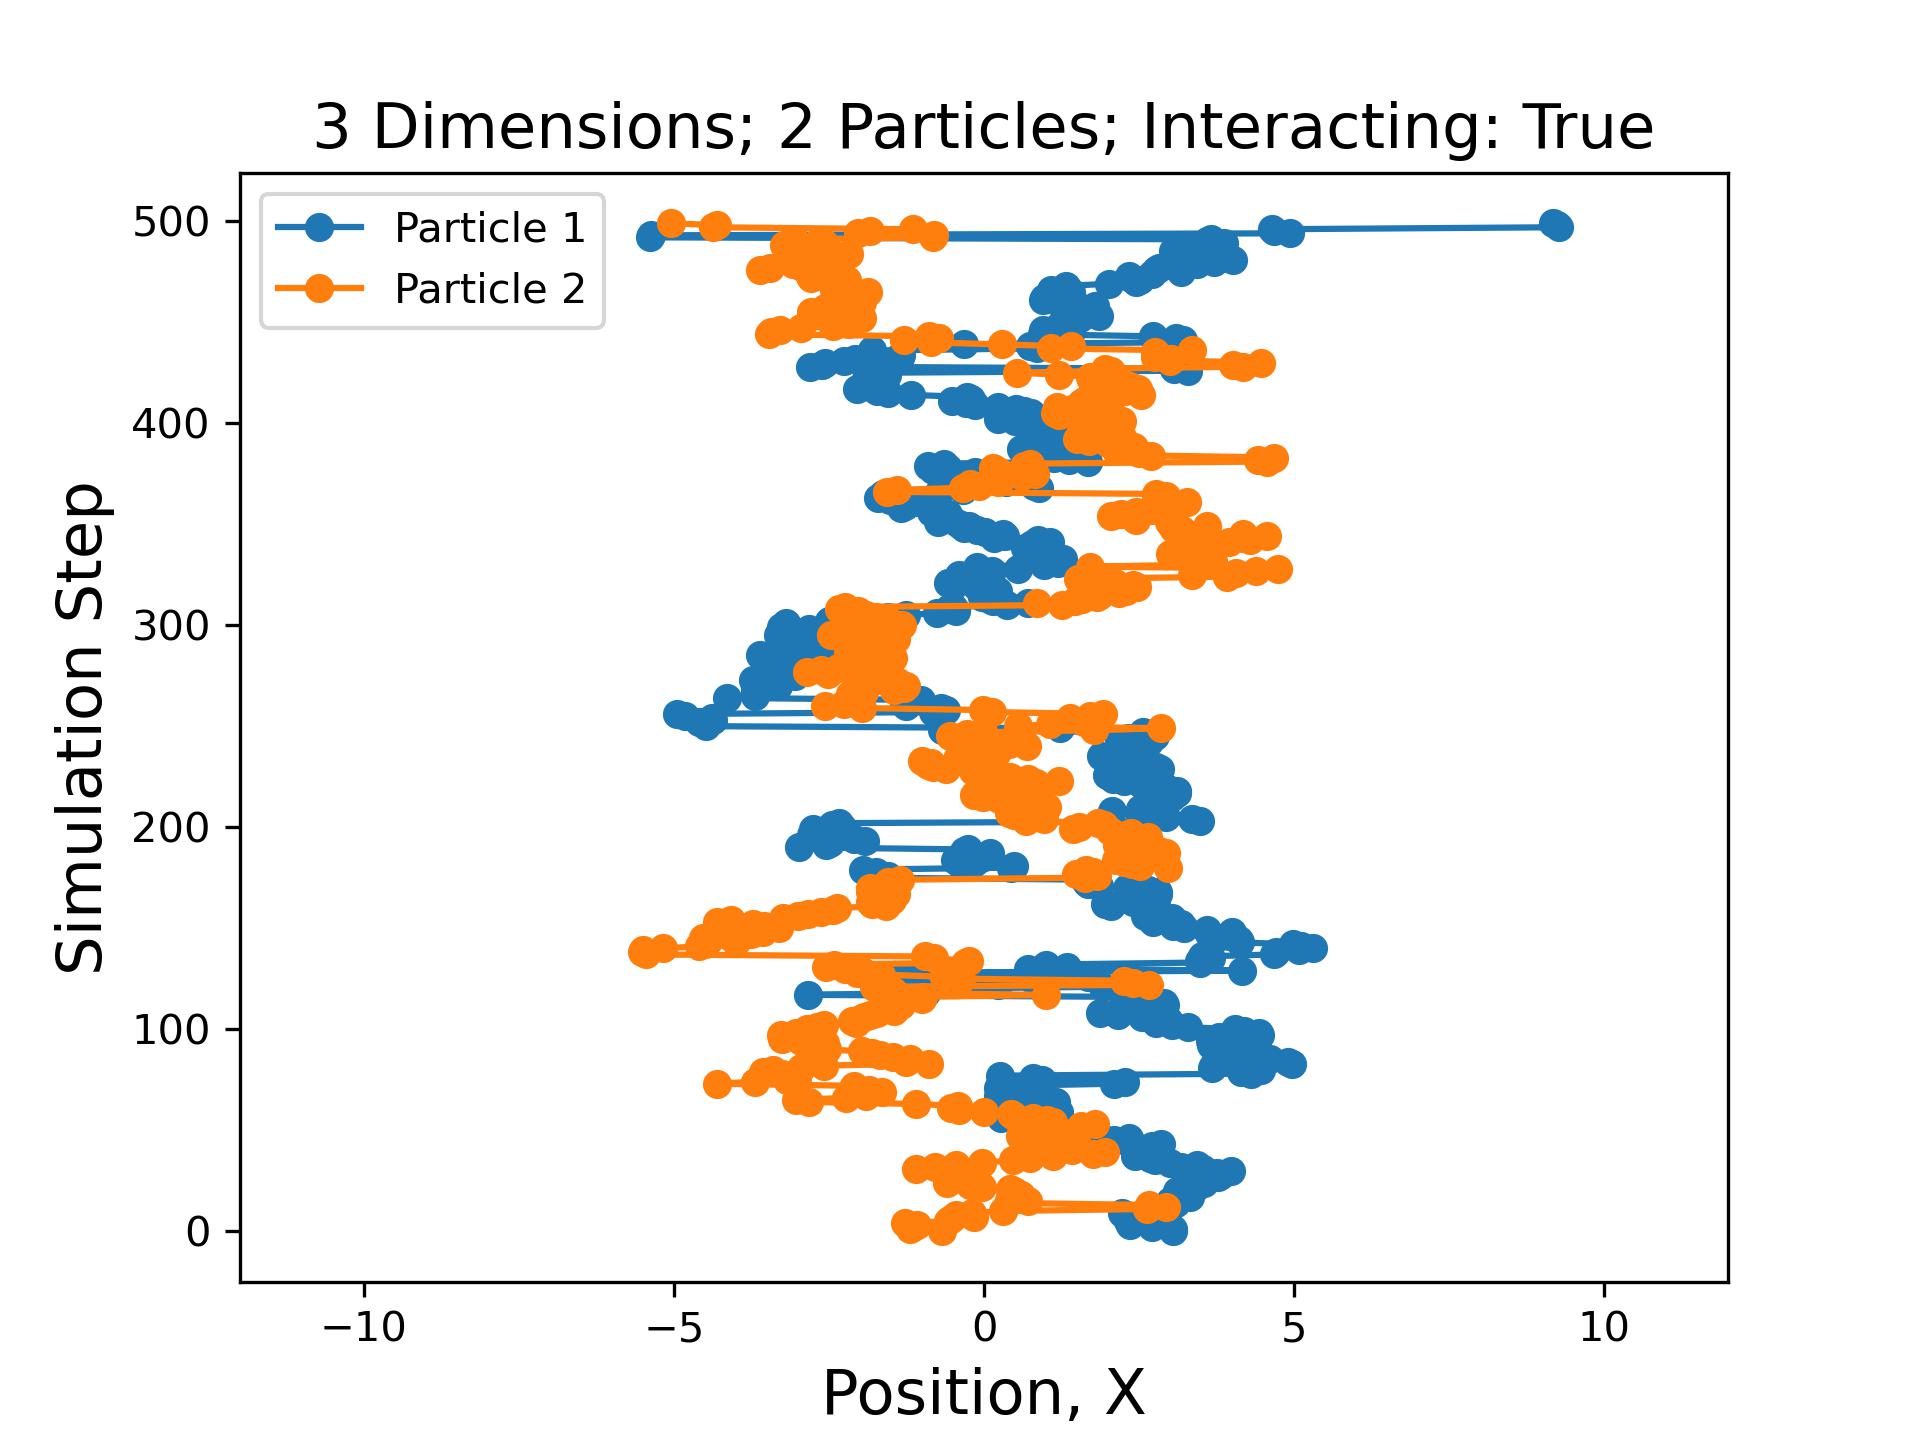 3 Dimensions; 2 Particles; Interacting: True
Particle 1
Particle 2
Simulation Step
500
400
300
200
100
0
−10
−5
0
5
10
Position, X